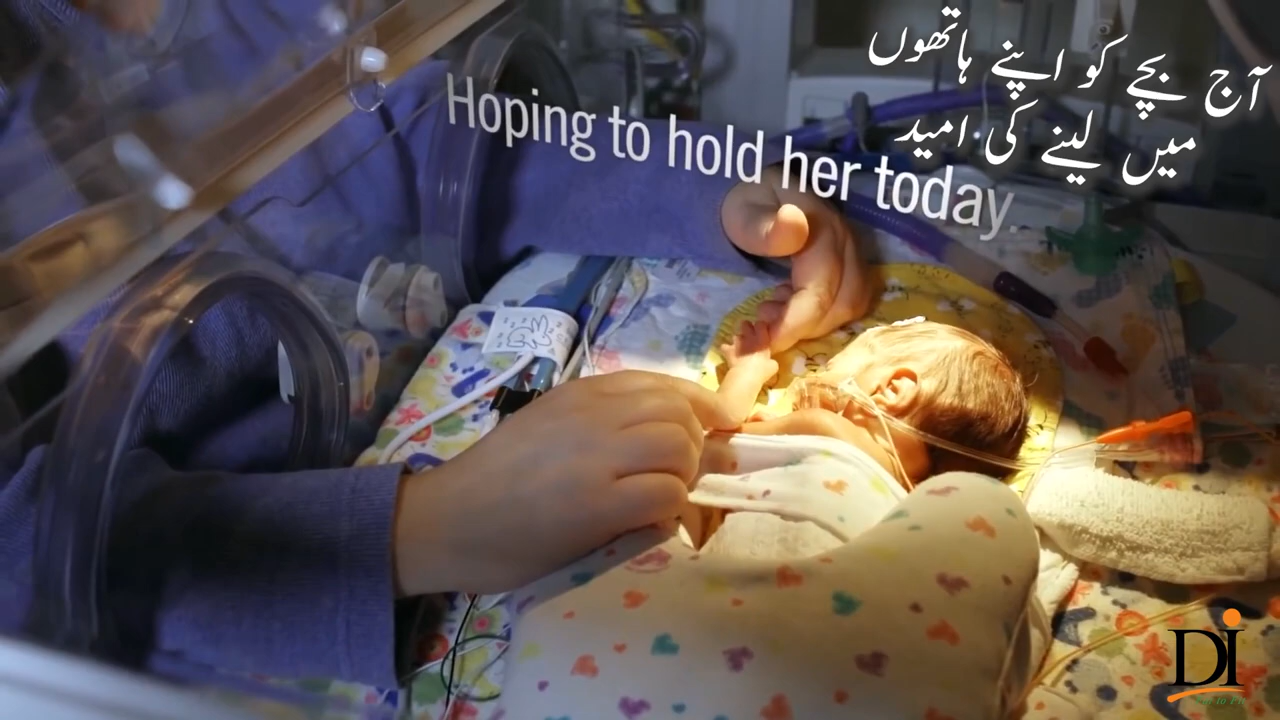 آج بچے کو اپنے ہاتھوں
میں لینے کی امید
Hoping to hold her today.
DI